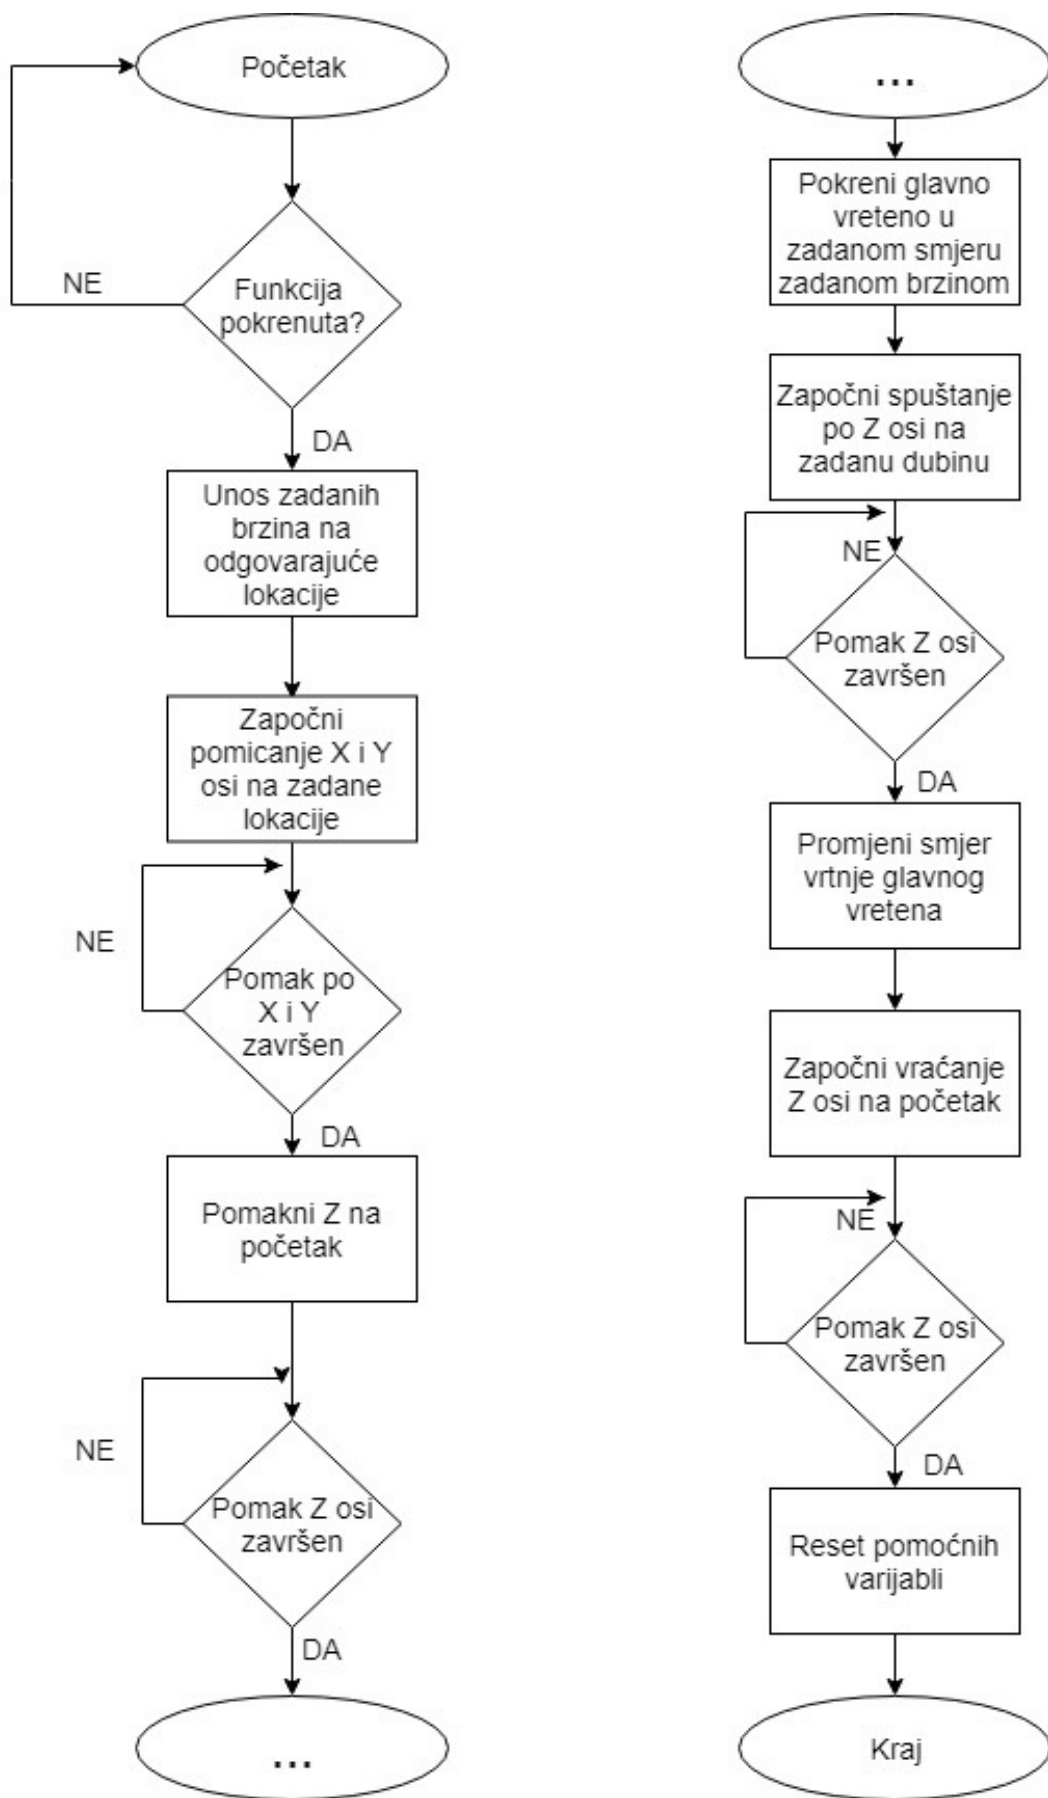 Početak
NE
Funkcija
pokrenuta?
DA
Unos zadanih
brzina na
odgovarajuće
lokacije
Započni
pomicanje X i Y
osi na zadane
lokacije
NE
Pomak po
X i Y
završen
DA
Pomakni Z na
početak
NE
Pomak Z osi
završen
DA
...
...
Pokreni glavno
vreteno u
zadanom smjeru
zadanom brzinom
Započni spuštanje
po Z osi na
zadanu dubinu
NE
Pomak Z osi
završen
DA
Promjeni smjer
vrtnje glavnog
vretena
Započni vraćanje
Z osi na početak
NE
Pomak Z osi
završen
DA
Reset pomoćnih
varijabli
Kraj